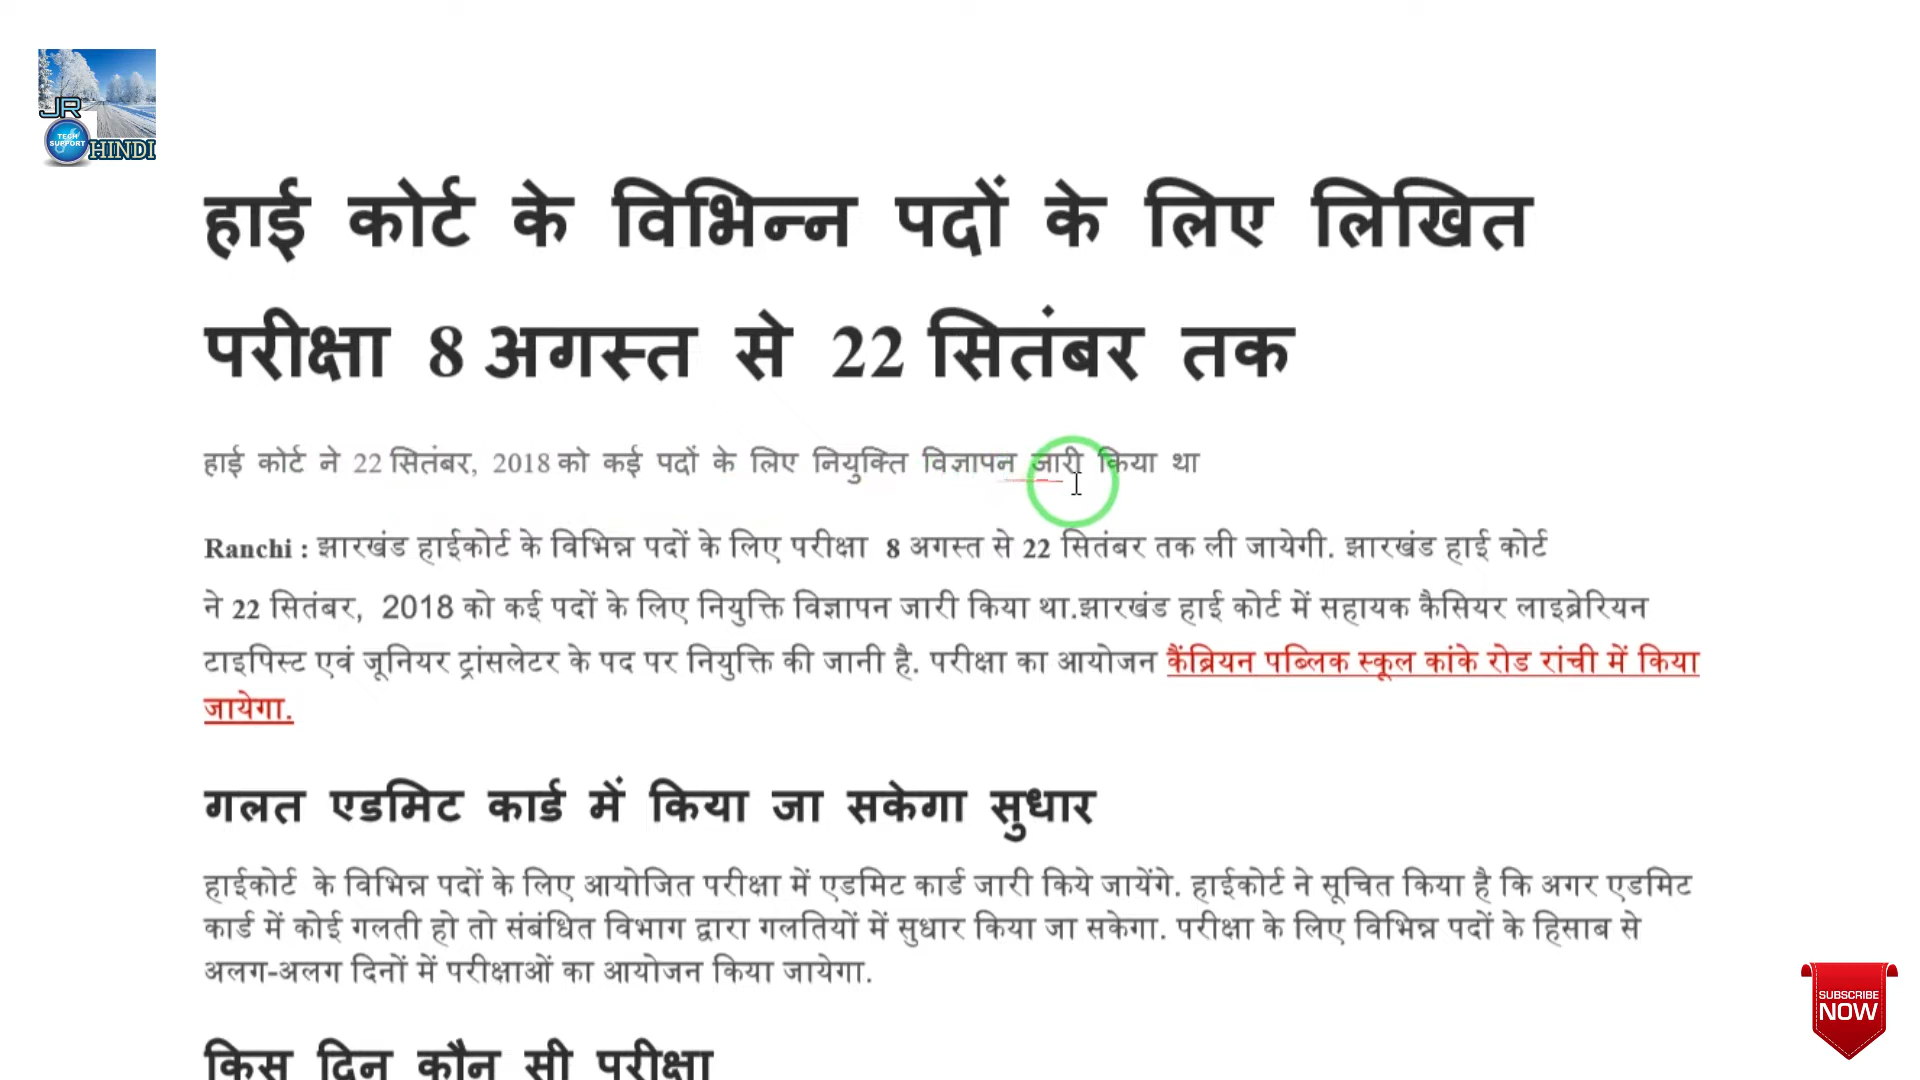 JR
TECH
SUPPORT
HINDI
हाई कोर्ट के विभिन्न पदों के लिए लिखित
परीक्षा 8 अगस्त से 22 सितंबर तक
हाई कोर्ट ने 22 सितंबर, 2018 को कई पदों के लिए नियुक्ति विज्ञापन जारी किया था
Ranchi : झारखंड हाईकोर्ट के विभिन्न पदों के लिए परीक्षा 8 अगस्त से 22 सितंबर तक ली जायेगी. झारखंड हाई कोर्ट
ने 22 सितंबर, 2018 को कई पदों के लिए नियुक्ति विज्ञापन जारी किया था.झारखंड हाई कोर्ट में सहायक कैसियर लाइब्रेरियन
टाइपिस्ट एवं जूनियर ट्रांसलेटर के पद पर नियुक्ति की जानी है. परीक्षा का आयोजन कैंब्रियन पब्लिक स्कूल कांके रोड रांची में किया
जायेगा.
गलत एडमिट कार्ड में किया जा सकेगा सुधार
हाईकोर्ट के विभिन्न पदों के लिए आयोजित परीक्षा में एडमिट कार्ड जारी किये जायेंगे. हाईकोर्ट ने सूचित किया है कि अगर एडमिट
कार्ड में कोई गलती हो तो संबंधित विभाग द्वारा गलतियों में सुधार किया जा सकेगा. परीक्षा के लिए विभिन्न पदों के हिसाब से
अलग-अलग दिनों में परीक्षाओं का आयोजन किया जायेगा.
किस दिन कौन सी परीक्षा
SUBSCRIBE
NOW